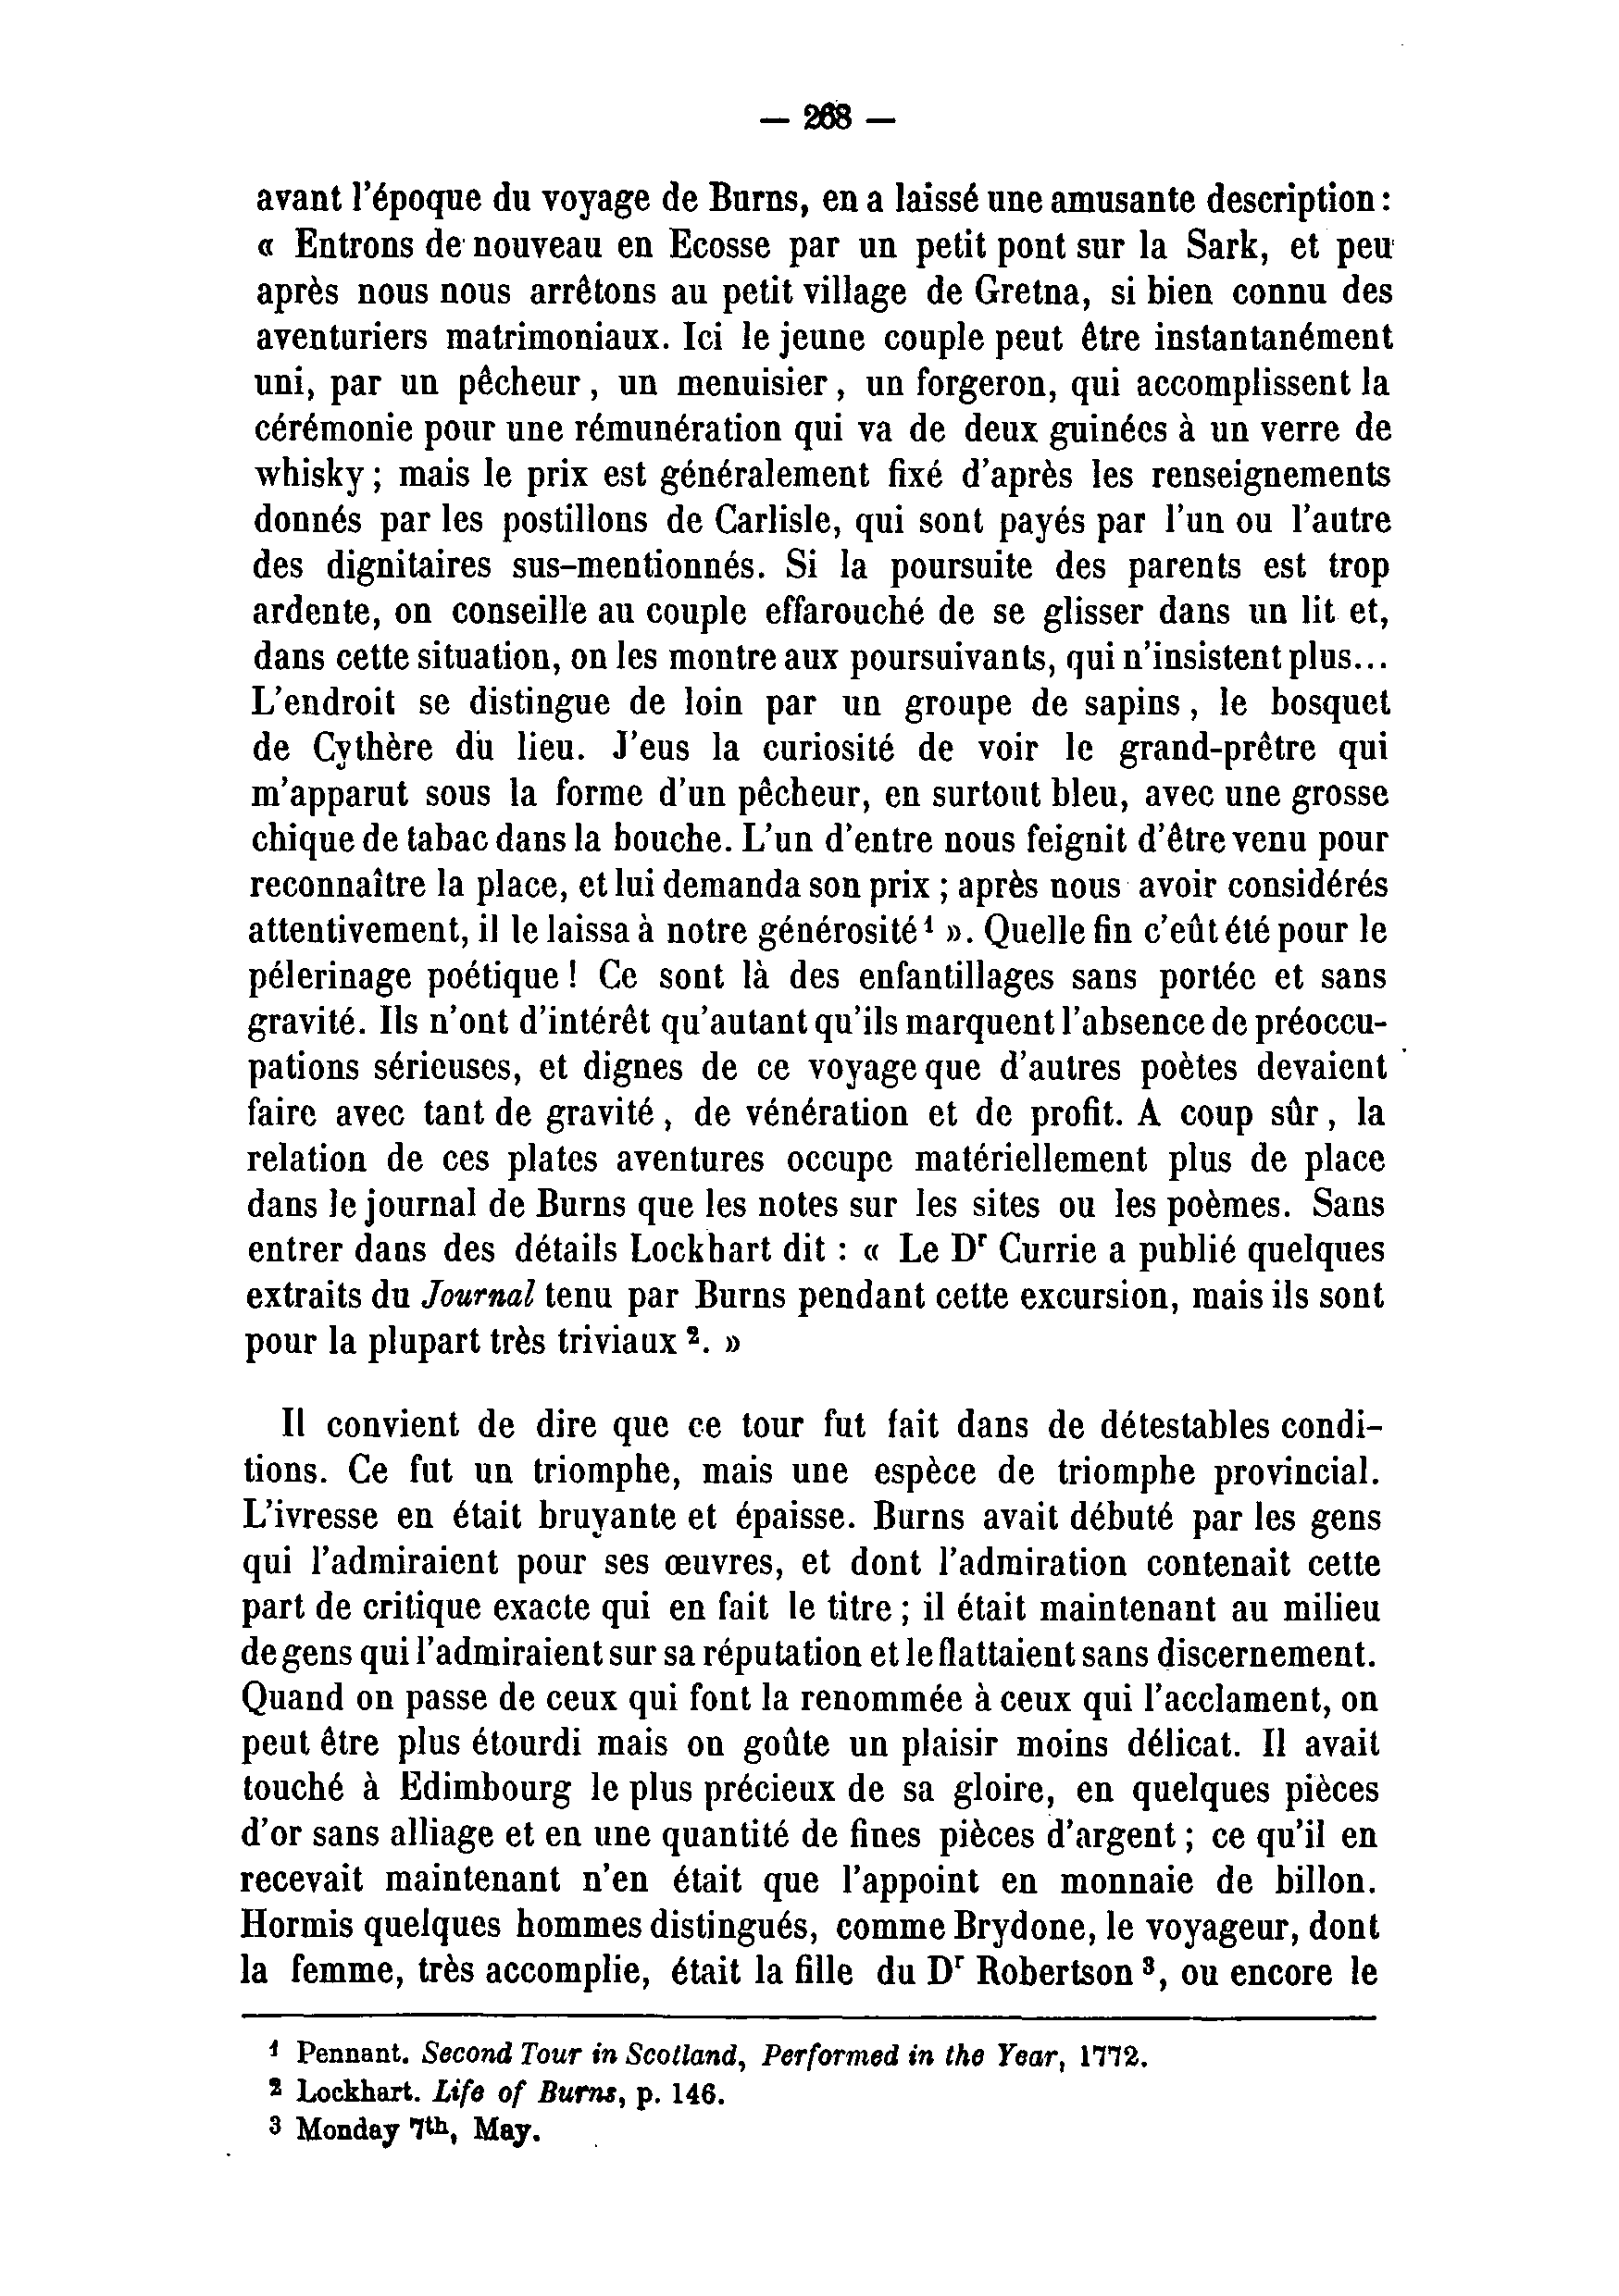 — 268 —
avant l'époque du voyage de Burns, en a laissé une amusante description :
« Entrons de nouveau en Ecosse par un petit pont sur la Sark, et peu
après nous nous arrêtons au petit village de Gretna, si bien connu des
aventuriers matrimoniaux. Ici le jeune couple peut être instantanément
uni, par un pêcheur, un menuisier, un forgeron, qui accomplissent la
cérémonie pour une rémunération qui va de deux guinées à un verre de
whisky ; mais le prix est généralement fixé d'après les renseignements
donnés par les postillons de Carlisle, qui sont payés par l'un ou l'autre
des dignitaires sus-mentionnés. Si la poursuite des parents est trop
ardente, on conseille au couple effarouché de se glisser dans un lit et,
dans cette situation, on les montre aux poursuivants, qui n'insistent plus...
L'endroit se distingue de loin par un groupe de sapins, le bosquet
de Cythère du lieu. J'eus la curiosité de voir le grand-prêtre qui
m'apparut sous la forme d'un pêcheur, en surtout bleu, avec une grosse
chique de tabac dans la bouche. L'un d'entre nous feignit d'être venu pour
reconnaître la place, et lui demanda son prix ; après nous avoir considérés
attentivement, il le laissa à notre générosité ¹ ». Quelle fin c'eût été pour le
pélerinage poétique ! Ce sont là des enfantillages sans portée et sans
gravité. Ils n'ont d'intérêt qu'autant qu'ils marquent l'absence de préoccu-
pations sérieuses, et dignes de ce voyage que d'autres poètes devaient
faire avec tant de gravité, de vénération et de profit. A coup sûr, la
relation de ces plates aventures occupe matériellement plus de place
dans le journal de Burns que les notes sur les sites ou les poèmes. Sans
entrer dans des détails Lockhart dit : « Le Dʳ Currie a publié quelques
extraits du Journal tenu par Burns pendant cette excursion, mais ils sont
pour la plupart très triviaux ². »
Il convient de dire que ce tour fut fait dans de détestables condi-
tions. Ce fut un triomphe, mais une espèce de triomphe provincial.
L'ivresse en était bruyante et épaisse. Burns avait débuté par les gens
qui l'admiraient pour ses œuvres, et dont l'admiration contenait cette
part de critique exacte qui en fait le titre ; il était maintenant au milieu
de gens qui l'admiraient sur sa réputation et le flattaient sans discernement.
Quand on passe de ceux qui font la renommée à ceux qui l'acclament, on
peut être plus étourdi mais on goûte un plaisir moins délicat. Il avait
touché à Edimbourg le plus précieux de sa gloire, en quelques pièces
d'or sans alliage et en une quantité de fines pièces d'argent ; ce qu'il en
recevait maintenant n'en était que l'appoint en monnaie de billon.
Hormis quelques hommes distingués, comme Brydone, le voyageur, dont
la femme, très accomplie, était la fille du Dʳ Robertson ³, ou encore le
¹ Pennant. Second Tour in Scotland, Performed in the Year, 1772.
² Lockhart. Life of Burns, p. 146.
³ Monday 7th, May.